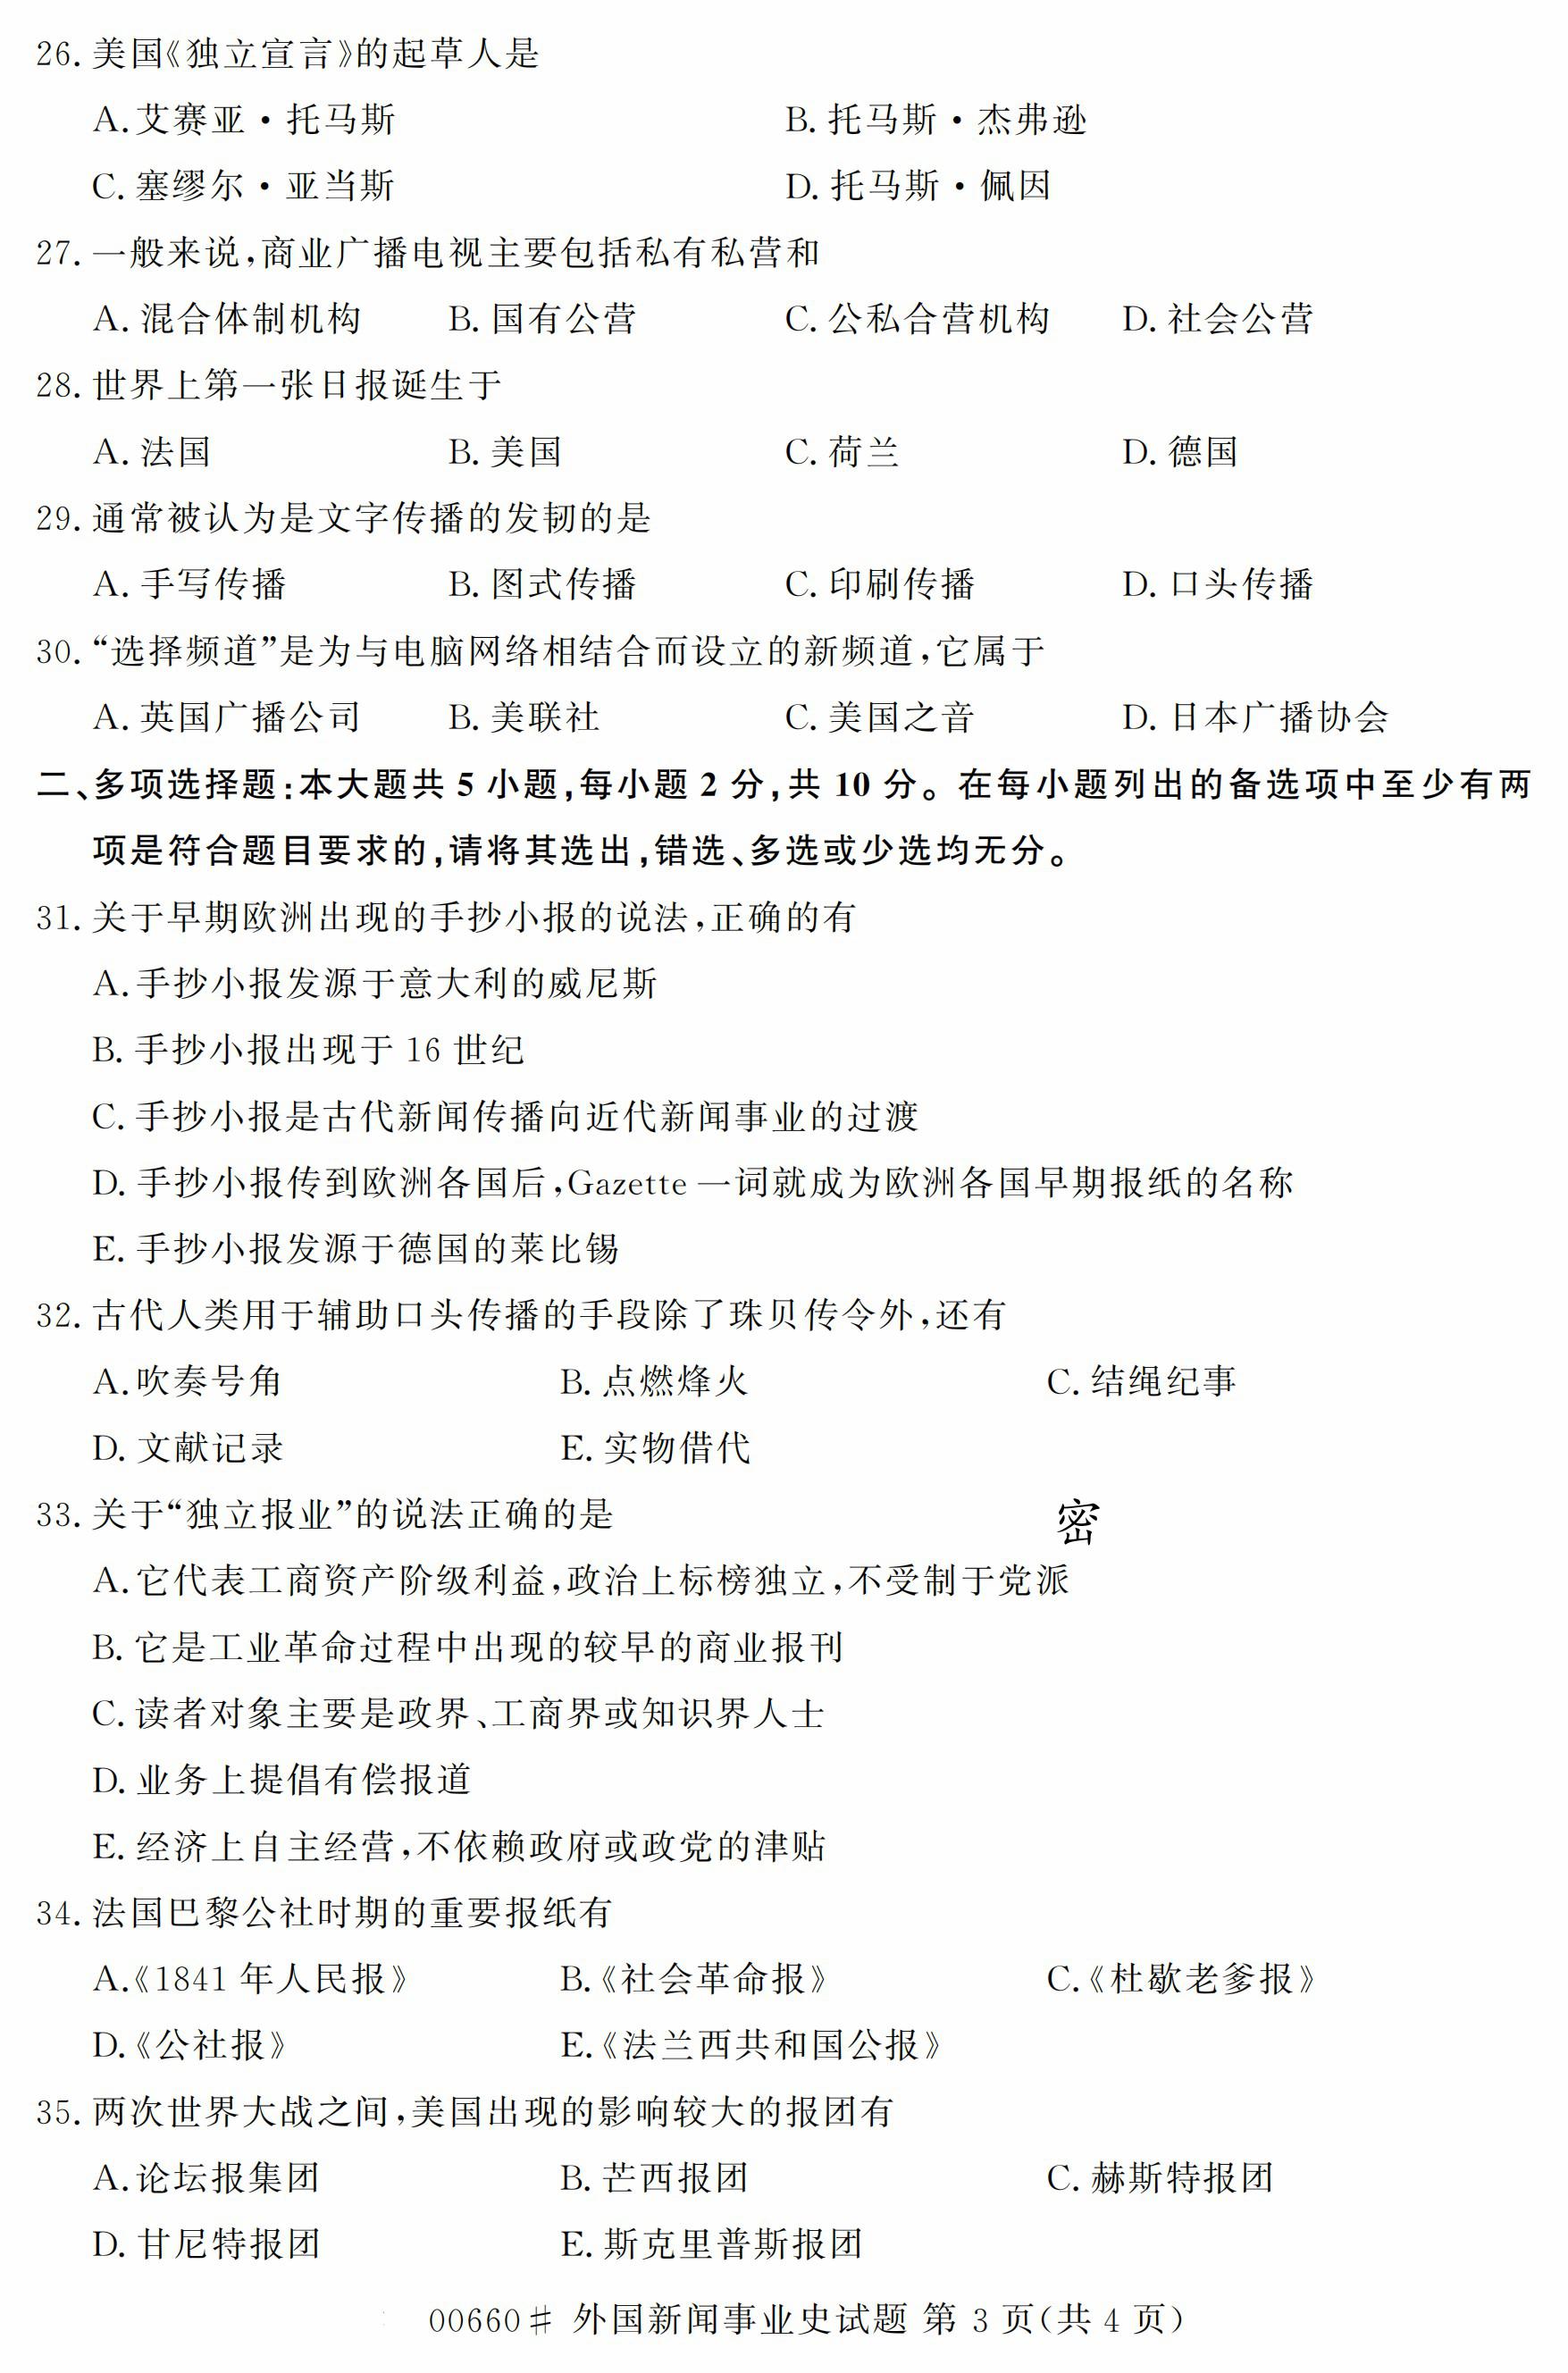 26. 美国《独立宣言》的起草人是
A. 艾赛亚·托马斯 B. 托马斯·杰弗逊
C. 塞缪尔·亚当斯 D. 托马斯·佩因
27. 一般来说,商业广播电视主要包括私有私营和
A. 混合体制机构 B. 国有公营 C. 公私合营机构 D. 社会公营
28. 世界上第一张日报诞生于
A. 法国 B. 美国 C. 荷兰 D. 德国
29. 通常被认为是文字传播的发韧的是
A. 手写传播 B. 图式传播 C. 印刷传播 D. 口头传播
30. “选择频道”是为与电脑网络相结合而设立的新频道,它属于
A. 英国广播公司 B. 美联社 C. 美国之音 D. 日本广播协会
二、多项选择题:本大题共 5 小题,每小题 2 分,共 10 分。在每小题列出的备选项中至少有两
项是符合题目要求的,请将其选出,错选、多选或少选均无分。
31. 关于早期欧洲出现的手抄小报的说法,正确的有
A. 手抄小报发源于意大利的威尼斯
B. 手抄小报出现于 16 世纪
C. 手抄小报是古代新闻传播向近代新闻事业的过渡
D. 手抄小报传到欧洲各国后,Gazette 一词就成为欧洲各国早期报纸的名称
E. 手抄小报发源于德国的莱比锡
32. 古代人类用于辅助口头传播的手段除了珠贝传令外,还有
A. 吹奏号角 B. 点燃烽火 C. 结绳纪事
D. 文献记录 E. 实物借代
33. 关于“独立报业”的说法正确的是 密
A. 它代表工商资产阶级利益,政治上标榜独立,不受制于党派
B. 它是工业革命过程中出现的较早的商业报刊
C. 读者对象主要是政界、工商界或知识界人士
D. 业务上提倡有偿报道
E. 经济上自主经营,不依赖政府或政党的津贴
34. 法国巴黎公社时期的重要报纸有
A.《1841 年人民报》 B.《社会革命报》 C.《杜歇老爹报》
D.《公社报》 E.《法兰西共和国公报》
35. 两次世界大战之间,美国出现的影响较大的报团有
A. 论坛报集团 B. 芒西报团 C. 赫斯特报团
D. 甘尼特报团 E. 斯克里普斯报团
00660# 外国新闻事业史试题 第 3 页(共 4 页)